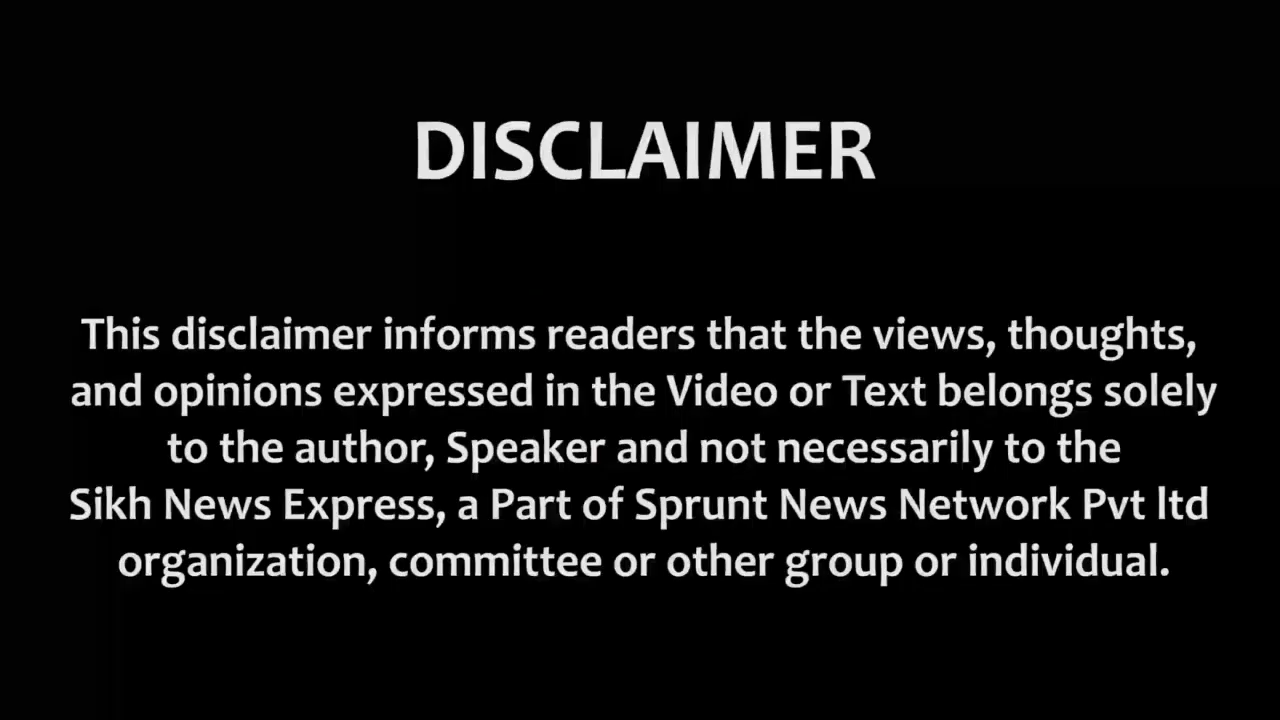 DISCLAIMER
This disclaimer informs readers that the views, thoughts,
and opinions expressed in the Video or Text belongs solely
to the author, Speaker and not necessarily to the
Sikh News Express, a Part of Sprunt News Network Pvt ltd
organization, committee or other group or individual.